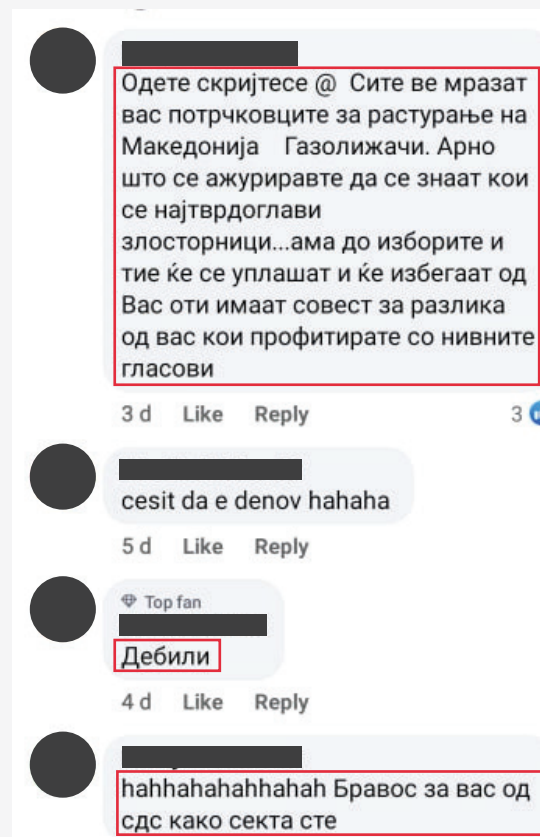 Одете скријтесе @ Сите ве мразат
вас потрчковците за растурање на
Македонија Газолижачи. Арно
што се ажуриравте да се знаат кои
се најтврдоглави
злосторници...ама до изборите и
тие ќе се уплашат и ќе избегаат од
Вас оти имаат совест за разлика
од вас кои профитирате со нивните
гласови
3 d Like Reply 3
cesit da e denov hahaha
5 d Like Reply
Top fan
Дебили
4 d Like Reply
hahhahahahhahah Бравос за вас од
сдс како секта сте